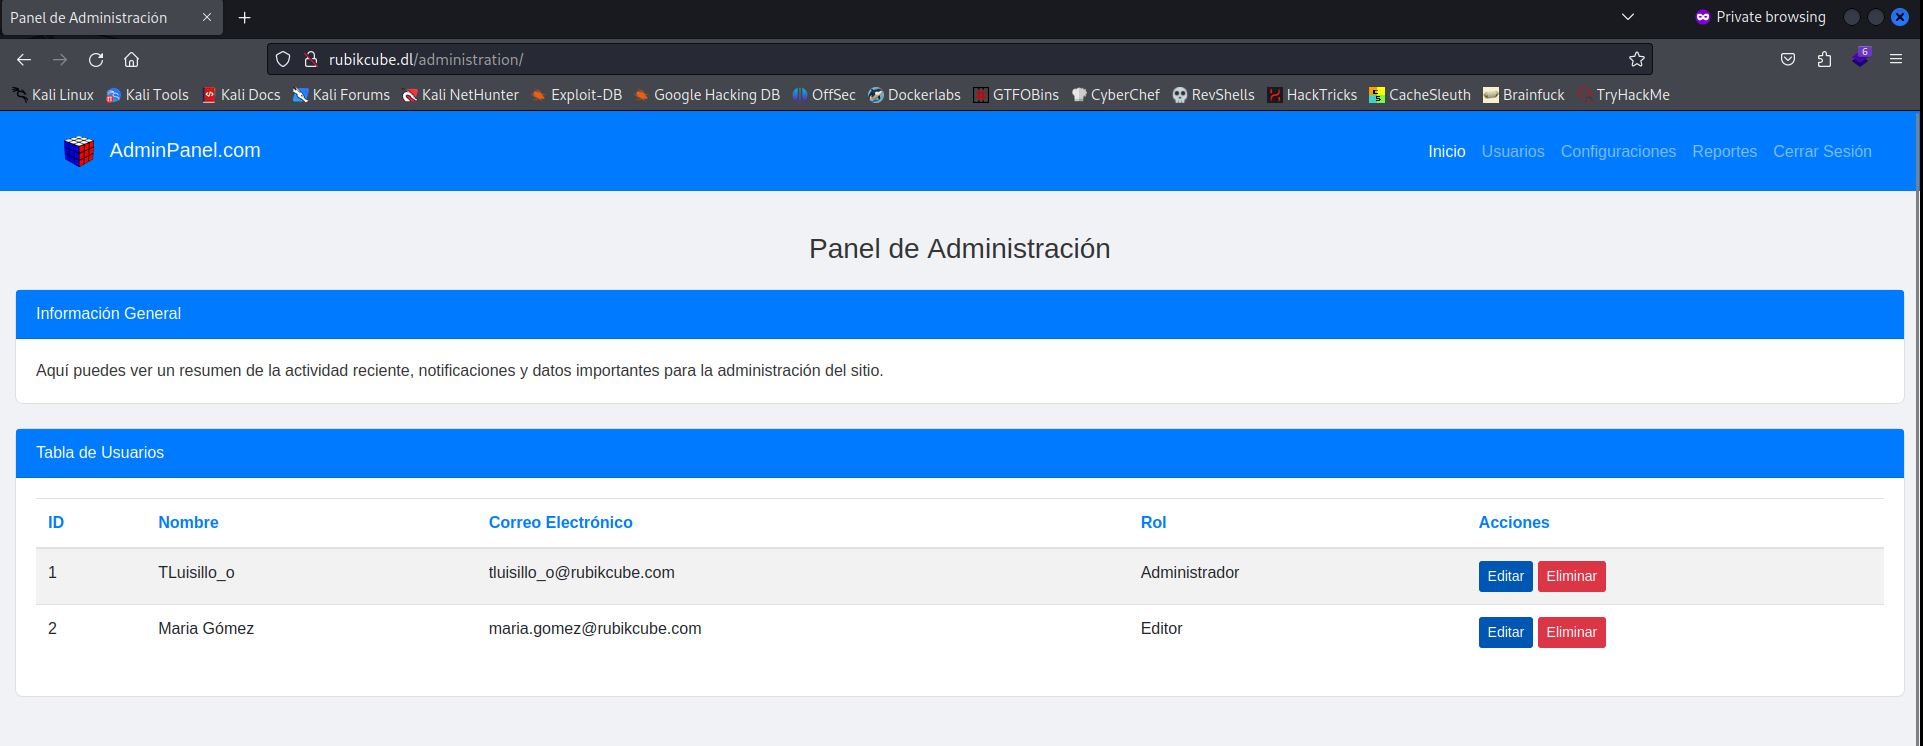 Panel de Administración
Private browsing
rubikcube.dl/administration/
6
Kali Linux Kali Tools Kali Docs Kali Forums Kali NetHunter Exploit-DB Google Hacking DB OffSec Dockerlabs GTFOBins CyberChef RevShells HackTricks CacheSleuth Brainfuck TryHackMe
AdminPanel.com Inicio Usuarios Configuraciones Reportes Cerrar Sesión
Panel de Administración
Información General
Aquí puedes ver un resumen de la actividad reciente, notificaciones y datos importantes para la administración del sitio.
Tabla de Usuarios
ID Nombre Correo Electrónico Rol Acciones
1 TLuisillo_o tluisillo_o@rubikcube.com Administrador Editar Eliminar
2 Maria Gómez maria.gomez@rubikcube.com Editor Editar Eliminar